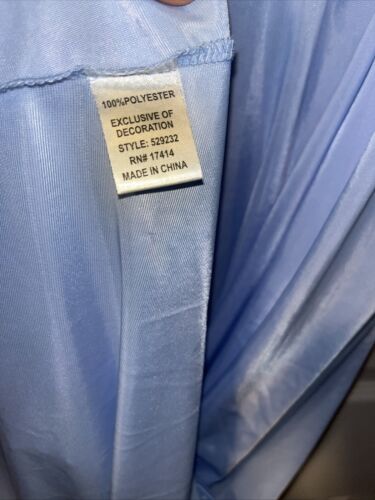 100%POLYESTER
EXCLUSIVE OF
DECORATION
STYLE: 529232
RN# 17414
MADE IN CHINA